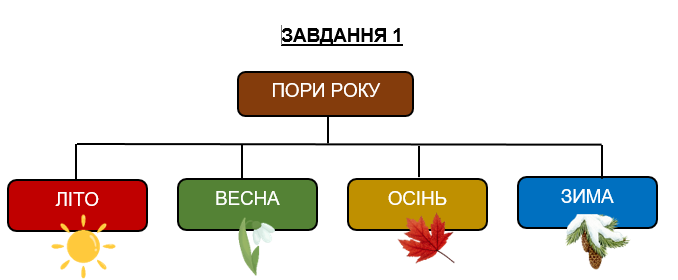 ЗАВДАННЯ 1
ПОРИ РОКУ
ЛІТО
ВЕСНА
ОСІНЬ
ЗИМА